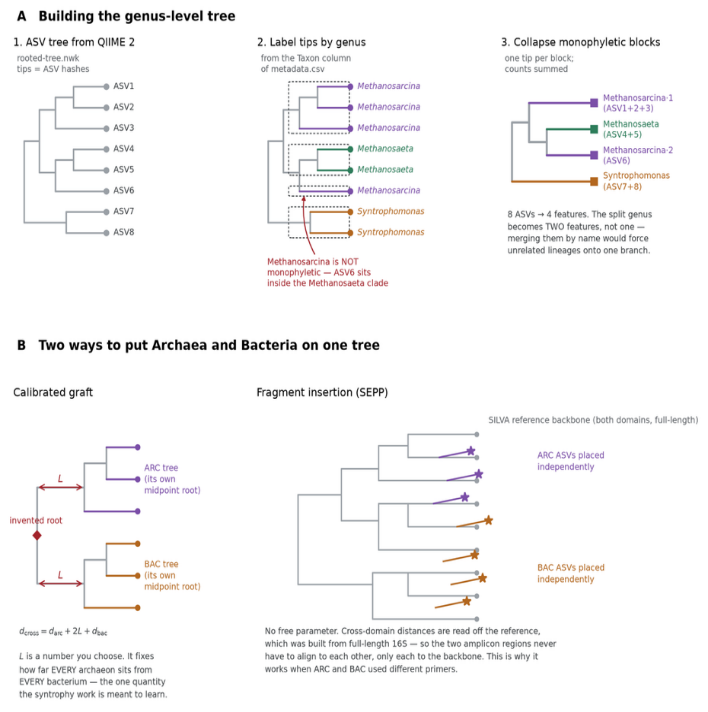 A Building the genus-level tree
1. ASV tree from QIIME 2
rooted-tree.nwk
tips = ASV hashes
ASV1
ASV2
ASV3
ASV4
ASV5
ASV6
ASV7
ASV8
2. Label tips by genus
from the Taxon column
of metadata.csv
Methanosarcina
Methanosarcina
Methanosarcina
Methanosaeta
Methanosaeta
Methanosarcina
Syntrophomonas
Syntrophomonas
Methanosarcina is NOT
monophyletic — ASV6 sits
inside the Methanosaeta clade
3. Collapse monophyletic blocks
one tip per block;
counts summed
Methanosarcina·1
(ASV1+2+3)
Methanosaeta
(ASV4+5)
Methanosarcina·2
(ASV6)
Syntrophomonas
(ASV7+8)
8 ASVs → 4 features. The split genus
becomes TWO features, not one —
merging them by name would force
unrelated lineages onto one branch.
B Two ways to put Archaea and Bacteria on one tree
Calibrated graft
L
ARC tree
(its own
midpoint root)
invented root
L
BAC tree
(its own
midpoint root)
d_cross = d_arc + 2L + d_bac
L is a number you choose. It fixes
how far EVERY archaeon sits from
EVERY bacterium — the one quantity
the syntrophy work is meant to learn.
Fragment insertion (SEPP)
SILVA reference backbone (both domains, full-length)
ARC ASVs placed
independently
BAC ASVs placed
independently
No free parameter. Cross-domain distances are read off the reference,
which was built from full-length 16S — so the two amplicon regions never
have to align to each other, only each to the backbone. This is why it
works when ARC and BAC used different primers.